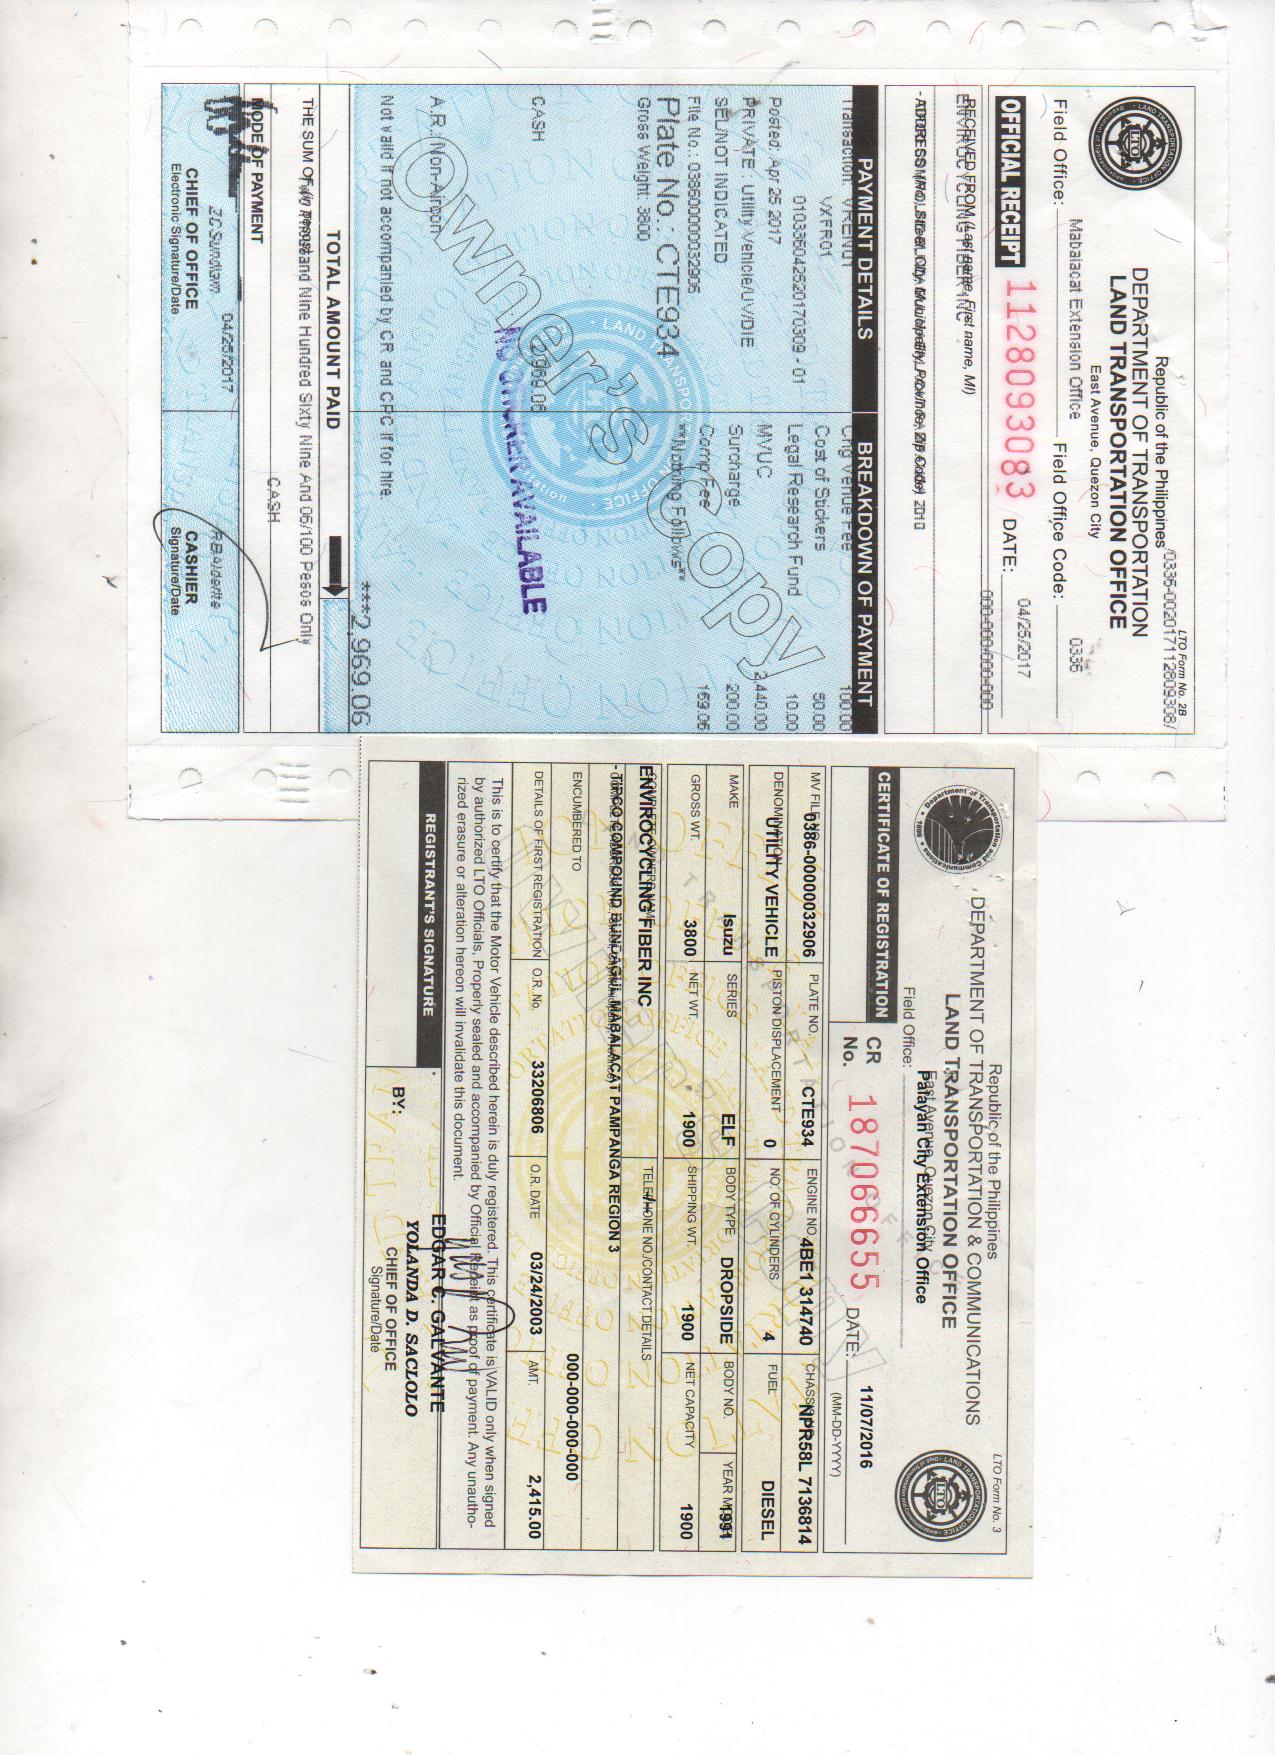 LTO Form No. 2B
/0336-002017112809308/
Republic of the Philippines
DEPARTMENT OF TRANSPORTATION
LAND TRANSPORTATION OFFICE
East Avenue, Quezon City
Field Office: Mabalacat Extension Office Field Office Code: 0336
OFFICIAL RECEIPT 1128093083 DATE: 04/25/2017
000-000/000-000
RECEIVED FROM (Last name, First name, MI)
ENVIROCYCLING FIBER INC
ADDRESS (No., Street, City, Municipality, Province, Zip Code) 2010
PAYMENT DETAILS BREAKDOWN OF PAYMENT
Transaction: VREN01
VXFR01
010336042520170309 - 01
Posted: Apr 25 2017
PRIVATE : Utility Vehicle/UV/DIE
SEL/NOT INDICATED
File No.: 038600000032906
Plate No.: CTE934
Gross Weight: 3800
CASH 2,969.06
A.R.: Non-Aircon
Not valid if not accompanied by CR and CPC if for hire.
Chg Venue Fee 100.00
Cost of Stickers 50.00
Legal Research Fund 10.00
MVUC 2,440.00
Surcharge 200.00
Comp Fee 169.06
**Nothing Follows**
NO STICKER AVAILABLE
Owner's Copy
***2,969.06
TOTAL AMOUNT PAID
THE SUM OF (in pesos) Two Thousand Nine Hundred Sixty Nine And 06/100 Pesos Only
CASH
MODE OF PAYMENT
ZCSundiam 04/25/2017
CHIEF OF OFFICE
Electronic Signature/Date
RBAlderite
CASHIER
Signature/Date
LTO Form No. 3
Republic of the Philippines
DEPARTMENT OF TRANSPORTATION & COMMUNICATIONS
LAND TRANSPORTATION OFFICE
East Avenue, Quezon City
Field Office: Palayan City Extension Office
CERTIFICATE OF REGISTRATION
CR No. 187066655 DATE: 11/07/2016
(MM-DD-YYYY)
MV FILE NO. 0386-00000032906 PLATE NO. CTE934 ENGINE NO. 4BE1 314740 CHASSIS NO. NPR58L 7136814
DENOMINATION UTILITY VEHICLE PISTON DISPLACEMENT 0 NO. OF CYLINDERS 4 FUEL DIESEL
MAKE Isuzu SERIES ELF BODY TYPE DROPSIDE BODY NO. YEAR MODEL 1991
GROSS WT. 3800 NET WT. 1900 SHIPPING WT. 1900 NET CAPACITY 1900
COMPLETE OWNERS NAME ENVIROCYCLING FIBER INC TELEPHONE NO./CONTACT DETAILS
- TIPCO COMPOUND BUNDAGUL MABALACAT PAMPANGA REGION 3
COMPLETE ADDRESS (No., Street, City/Municipality, Province)
ENCUMBERED TO 000-000-000-000
DETAILS OF FIRST REGISTRATION O.R. No. 33206806 O.R. DATE 03/24/2003 AMT. 2,415.00
This is to certify that the Motor Vehicle described herein is duly registered. This certificate is VALID only when signed
by authorized LTO Officials, Properly sealed and accompanied by Official Receipt as proof of payment. Any unautho-
rized erasure or alteration hereon will invalidate this document.
REGISTRANT'S SIGNATURE
EDGAR C. GALVANTE
YOLANDA D. SACLOLO
BY:
CHIEF OF OFFICE
Signature/Date
Owner's Copy